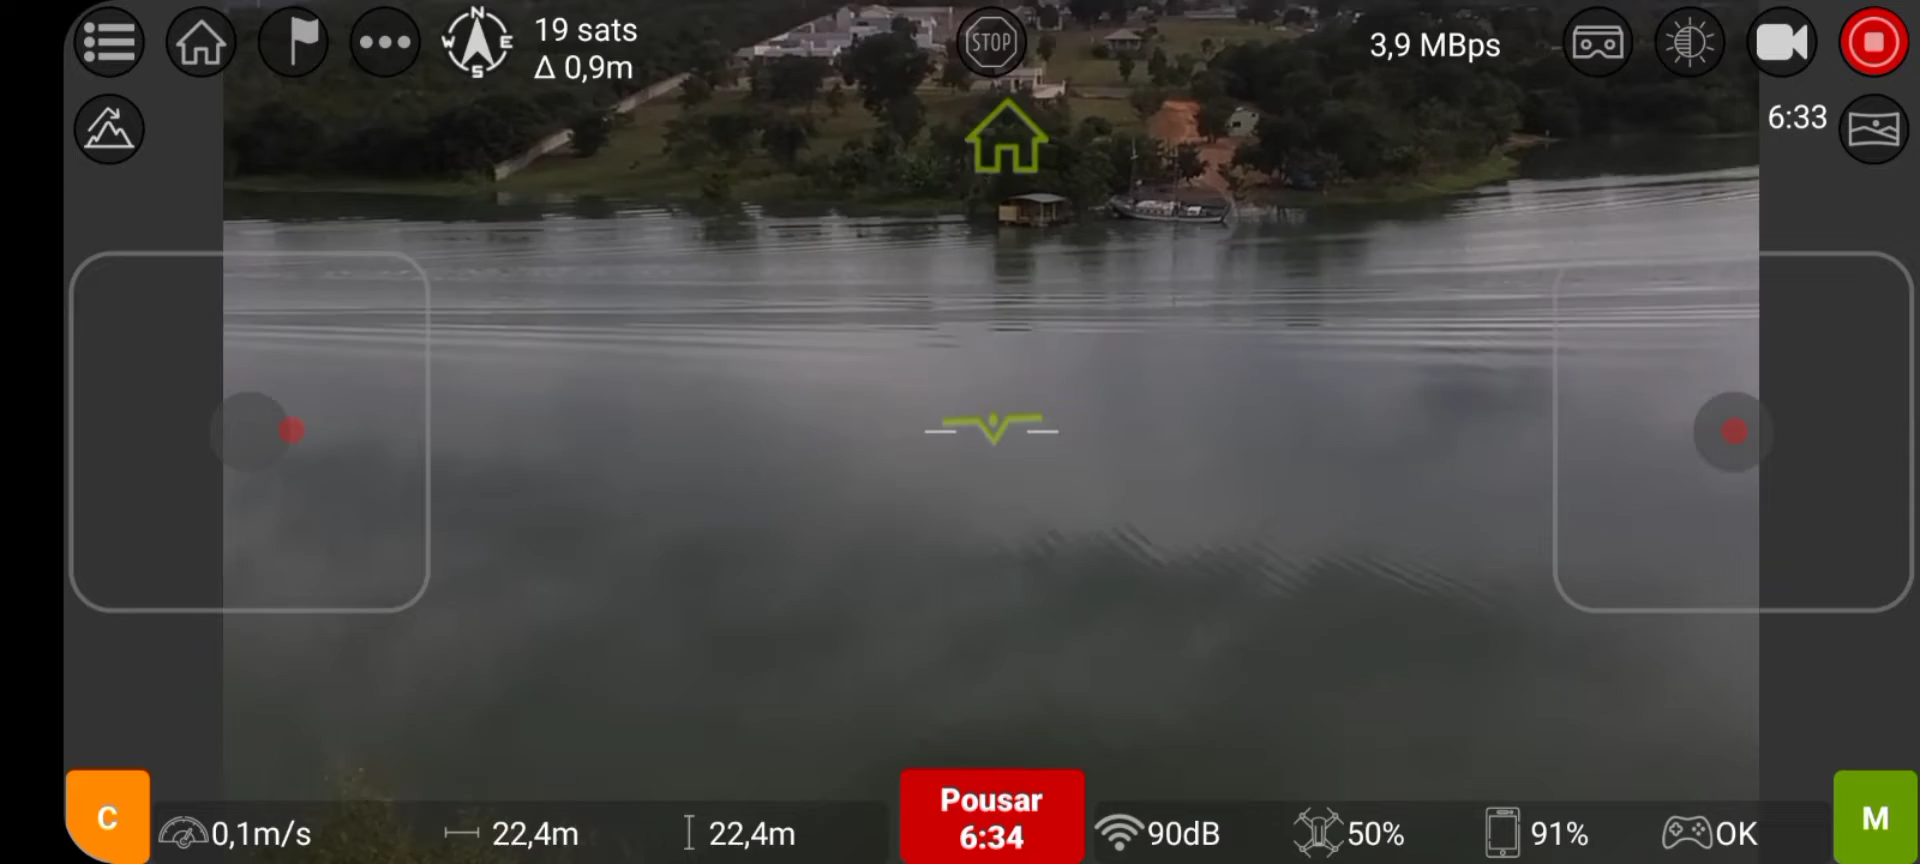 N
W E
S
19 sats
Δ 0,9m
STOP
3,9 MBps
6:33
C
0,1m/s
22,4m
22,4m
Pousar
6:34
90dB
50%
91%
OK
M